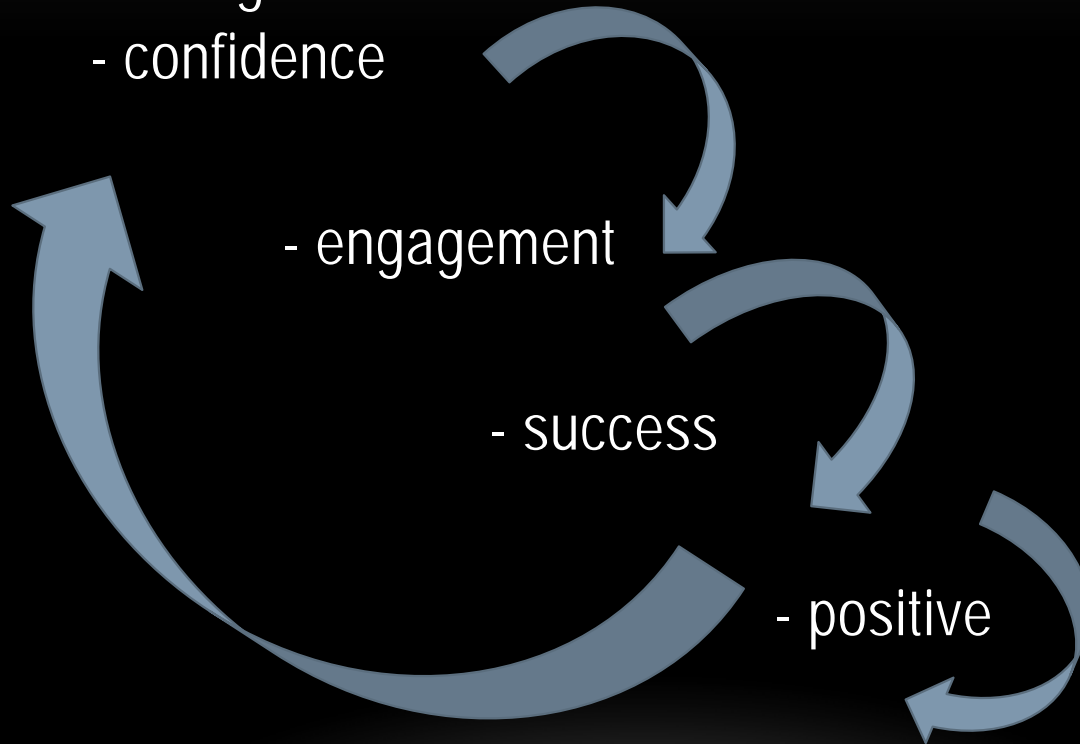 - confidence
- engagement
- success
- positive